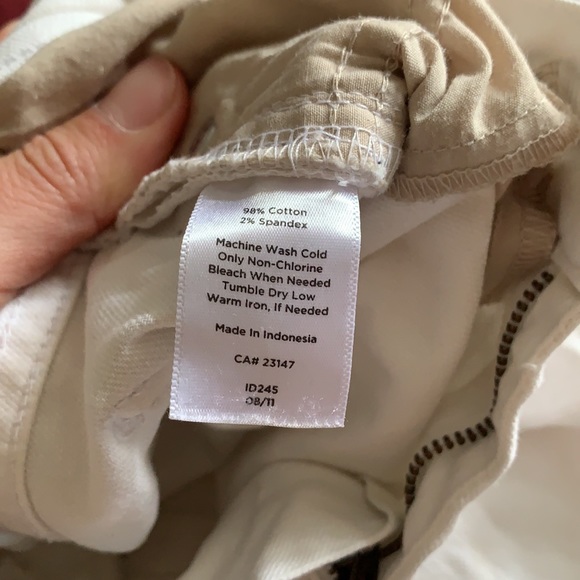 98% Cotton
2% Spandex
Machine Wash Cold
Only Non-Chlorine
Bleach When Needed
Tumble Dry Low
Warm Iron, If Needed
Made In Indonesia
CA# 23147
ID245
08/11